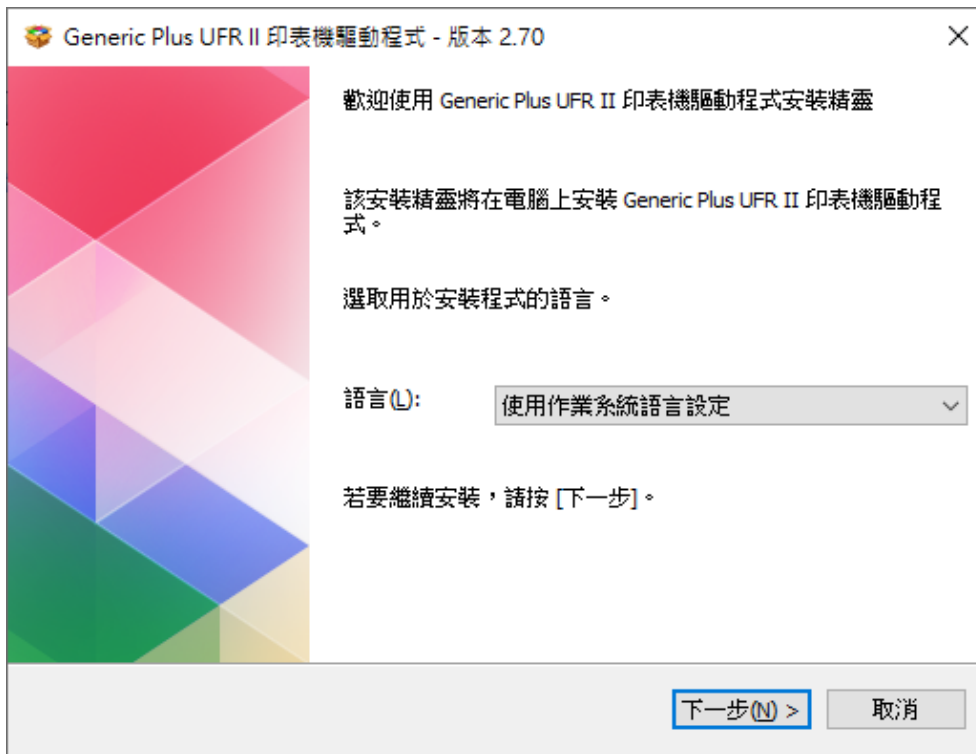 Generic Plus UFR II 印表機驅動程式 - 版本 2.70
歡迎使用 Generic Plus UFR II 印表機驅動程式安裝精靈
該安裝精靈將在電腦上安裝 Generic Plus UFR II 印表機驅動程
式。
選取用於安裝程式的語言。
語言(L):
使用作業系統語言設定
若要繼續安裝，請按 [下一步]。
下一步(N) >
取消